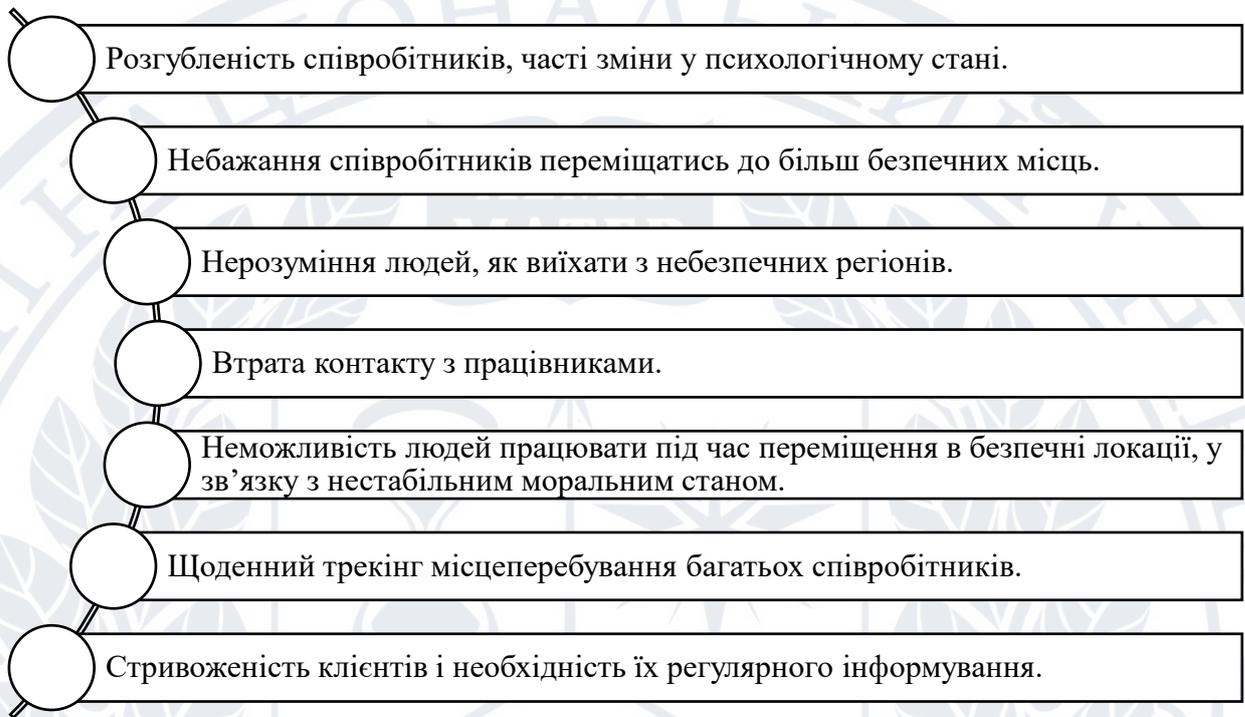 Розгубленість співробітників, часті зміни у психологічному стані.
Небажання співробітників переміщатись до більш безпечних місць.
Нерозуміння людей, як виїхати з небезпечних регіонів.
Втрата контакту з працівниками.
Неможливість людей працювати під час переміщення в безпечні локації, у
зв’язку з нестабільним моральним станом.
Щоденний трекінг місцеперебування багатьох співробітників.
Стривоженість клієнтів і необхідність їх регулярного інформування.